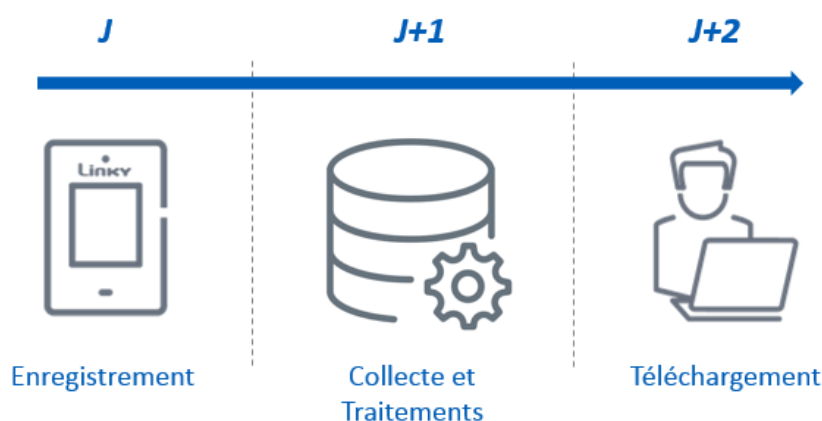 J
J+1
J+2
Linky
Enregistrement
Collecte et
Traitements
Téléchargement